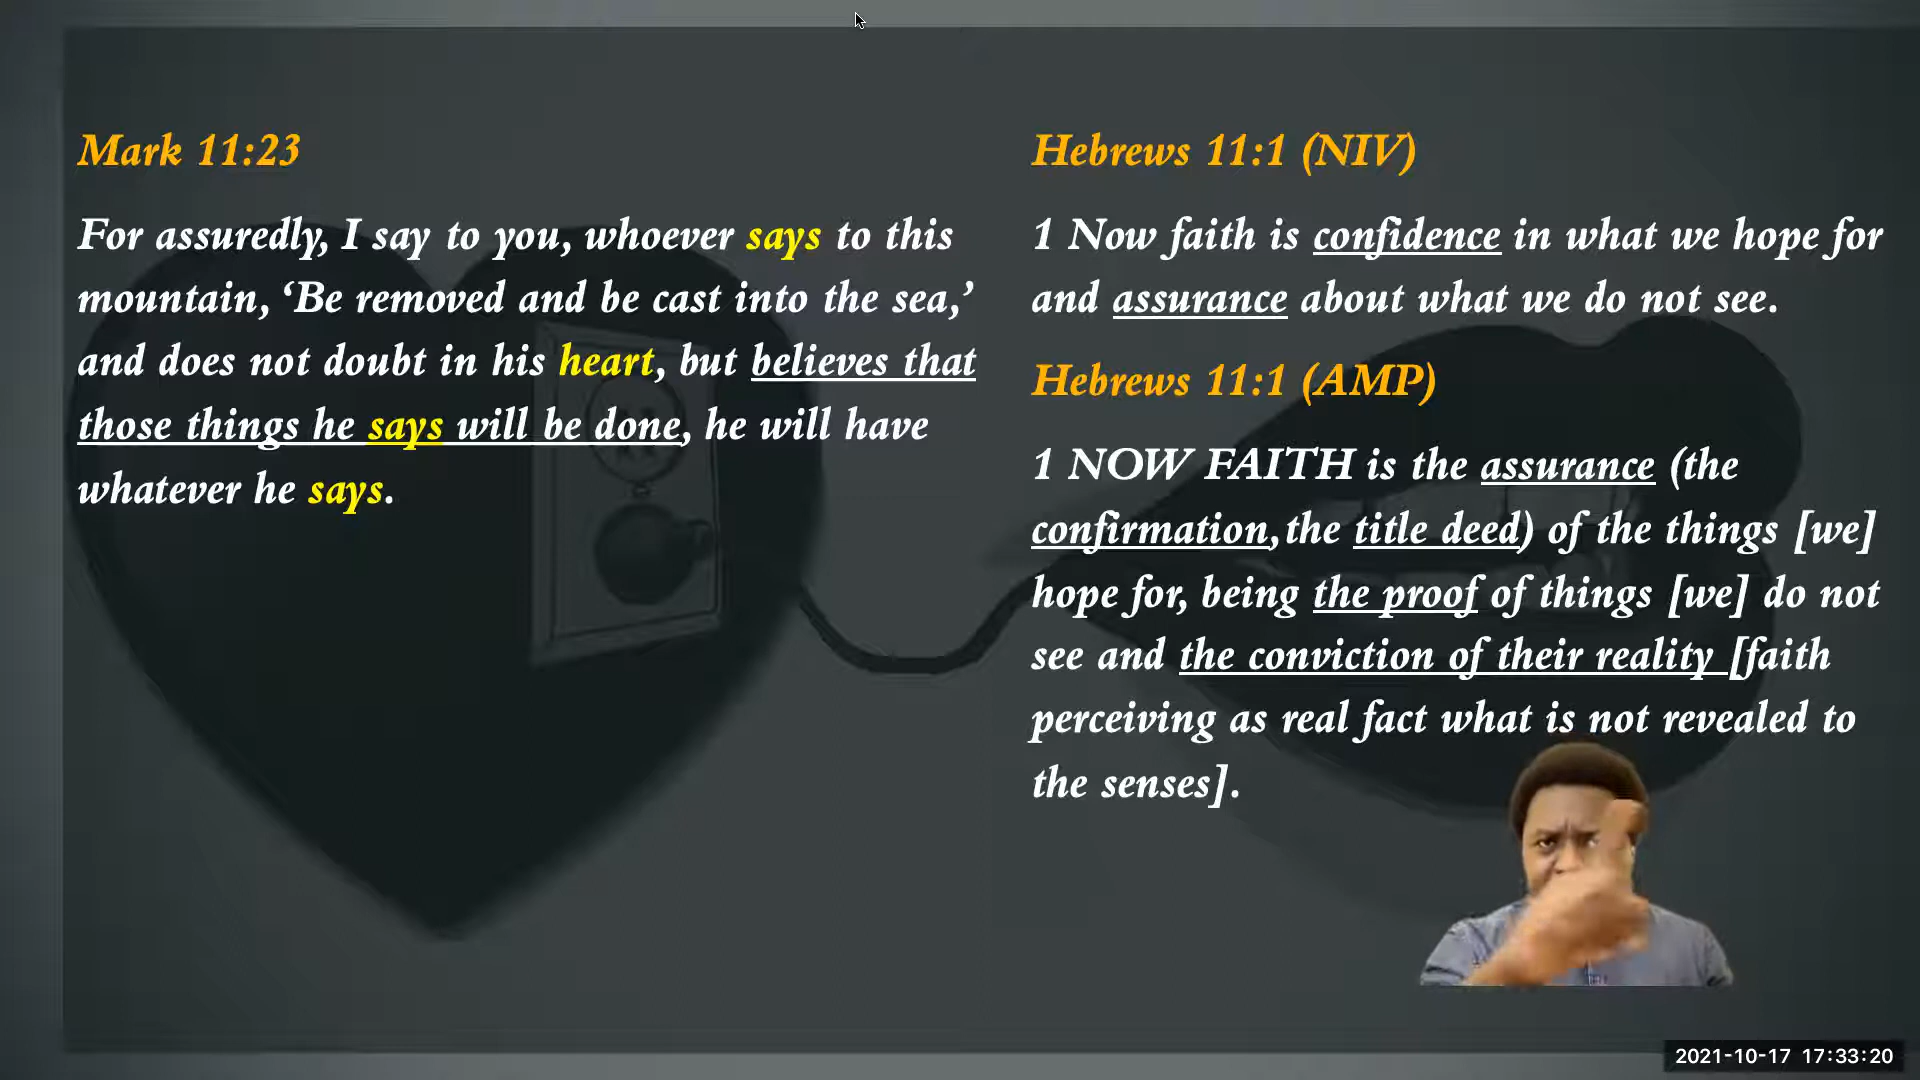 Mark 11:23
For assuredly, I say to you, whoever says to this
mountain, ‘Be removed and be cast into the sea,’
and does not doubt in his heart, but believes that
those things he says will be done, he will have
whatever he says.
Hebrews 11:1 (NIV)
1 Now faith is confidence in what we hope for
and assurance about what we do not see.
Hebrews 11:1 (AMP)
1 NOW FAITH is the assurance (the
confirmation, the title deed) of the things [we]
hope for, being the proof of things [we] do not
see and the conviction of their reality [faith
perceiving as real fact what is not revealed to
the senses].
2021-10-17 17:33:20